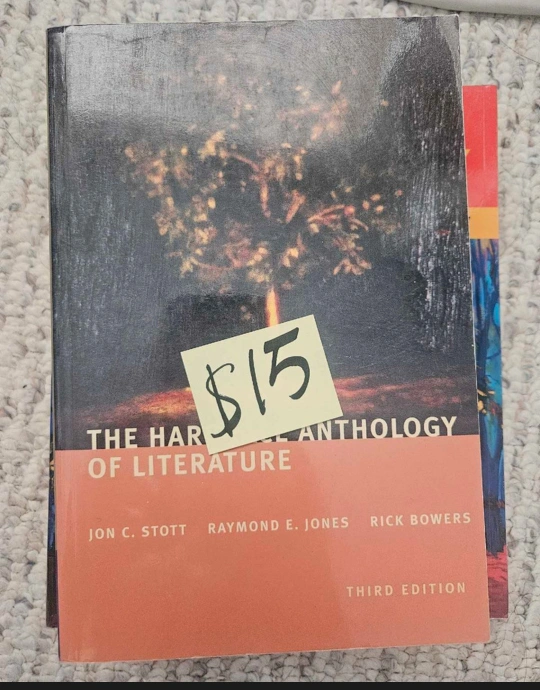 $15
THE HAR ANTHOLOGY
OF LITERATURE
JON C. STOTT RAYMOND E. JONES RICK BOWERS
THIRD EDITION